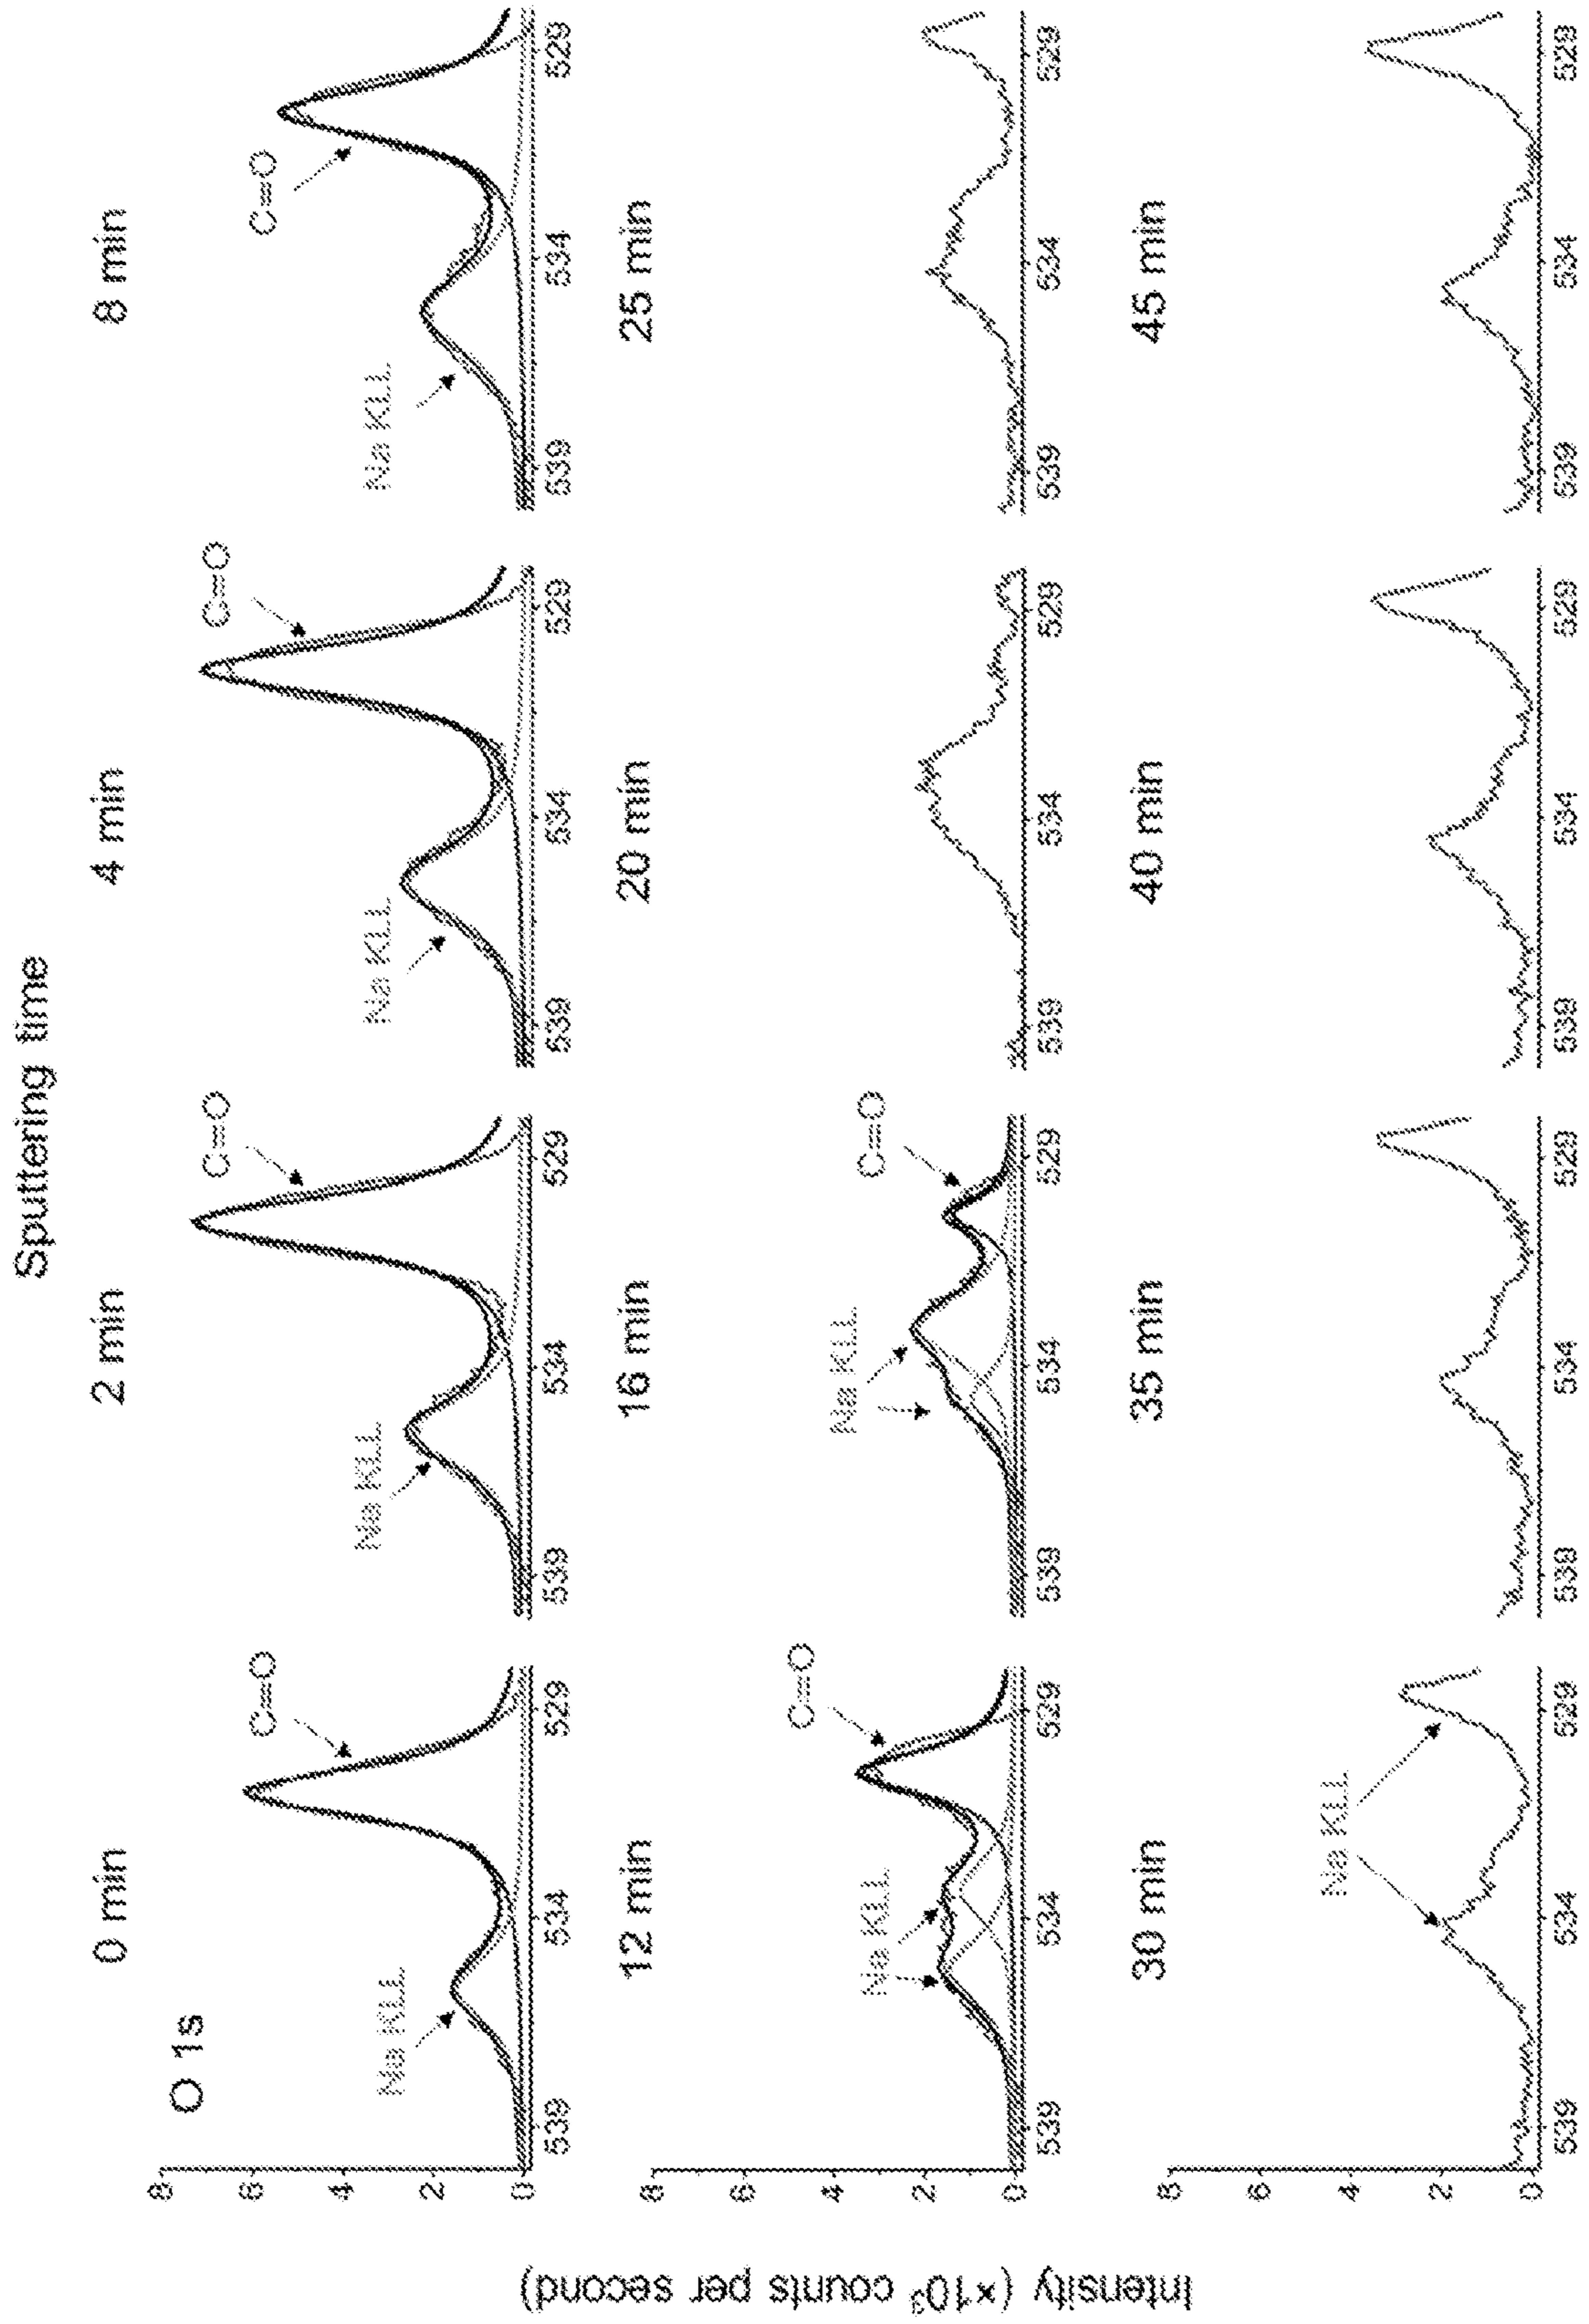 Sputtering time
0 min
2 min
4 min
8 min
O 1s
Na KLL
C=O
Na KLL
C=O
Na KLL
C=O
Na KLL
C=O
8
6
4
2
0
539
534
529
539
534
529
539
534
529
539
534
529
12 min
16 min
20 min
25 min
Na KLL
C=O
Na KLL
C=O
8
6
4
2
0
539
534
529
539
534
529
539
534
529
539
534
529
30 min
35 min
40 min
45 min
Na KLL
8
6
4
2
0
539
534
529
539
534
529
539
534
529
539
534
529
Intensity (×10³ counts per second)